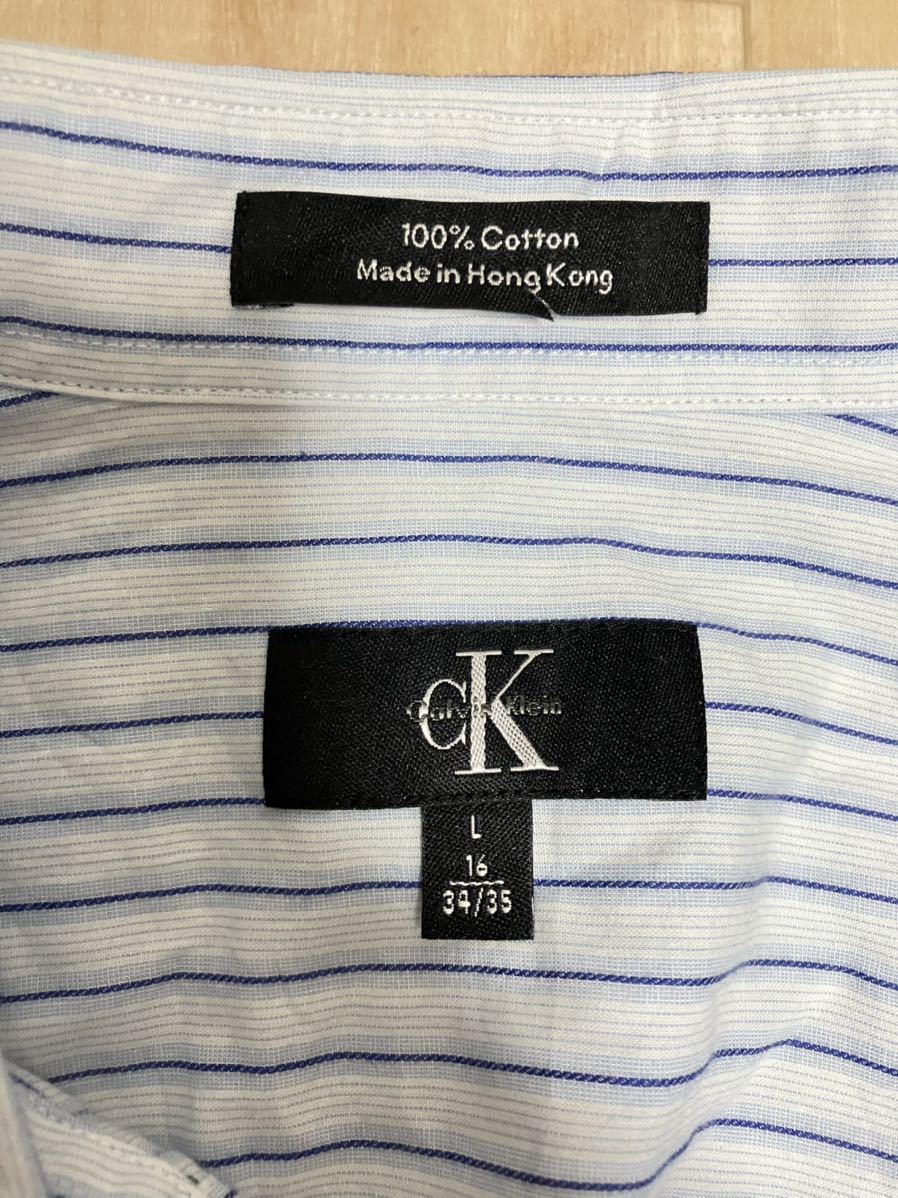 100% Cotton
Made in Hong Kong
CK
Calvin Klein
L
16
34/35